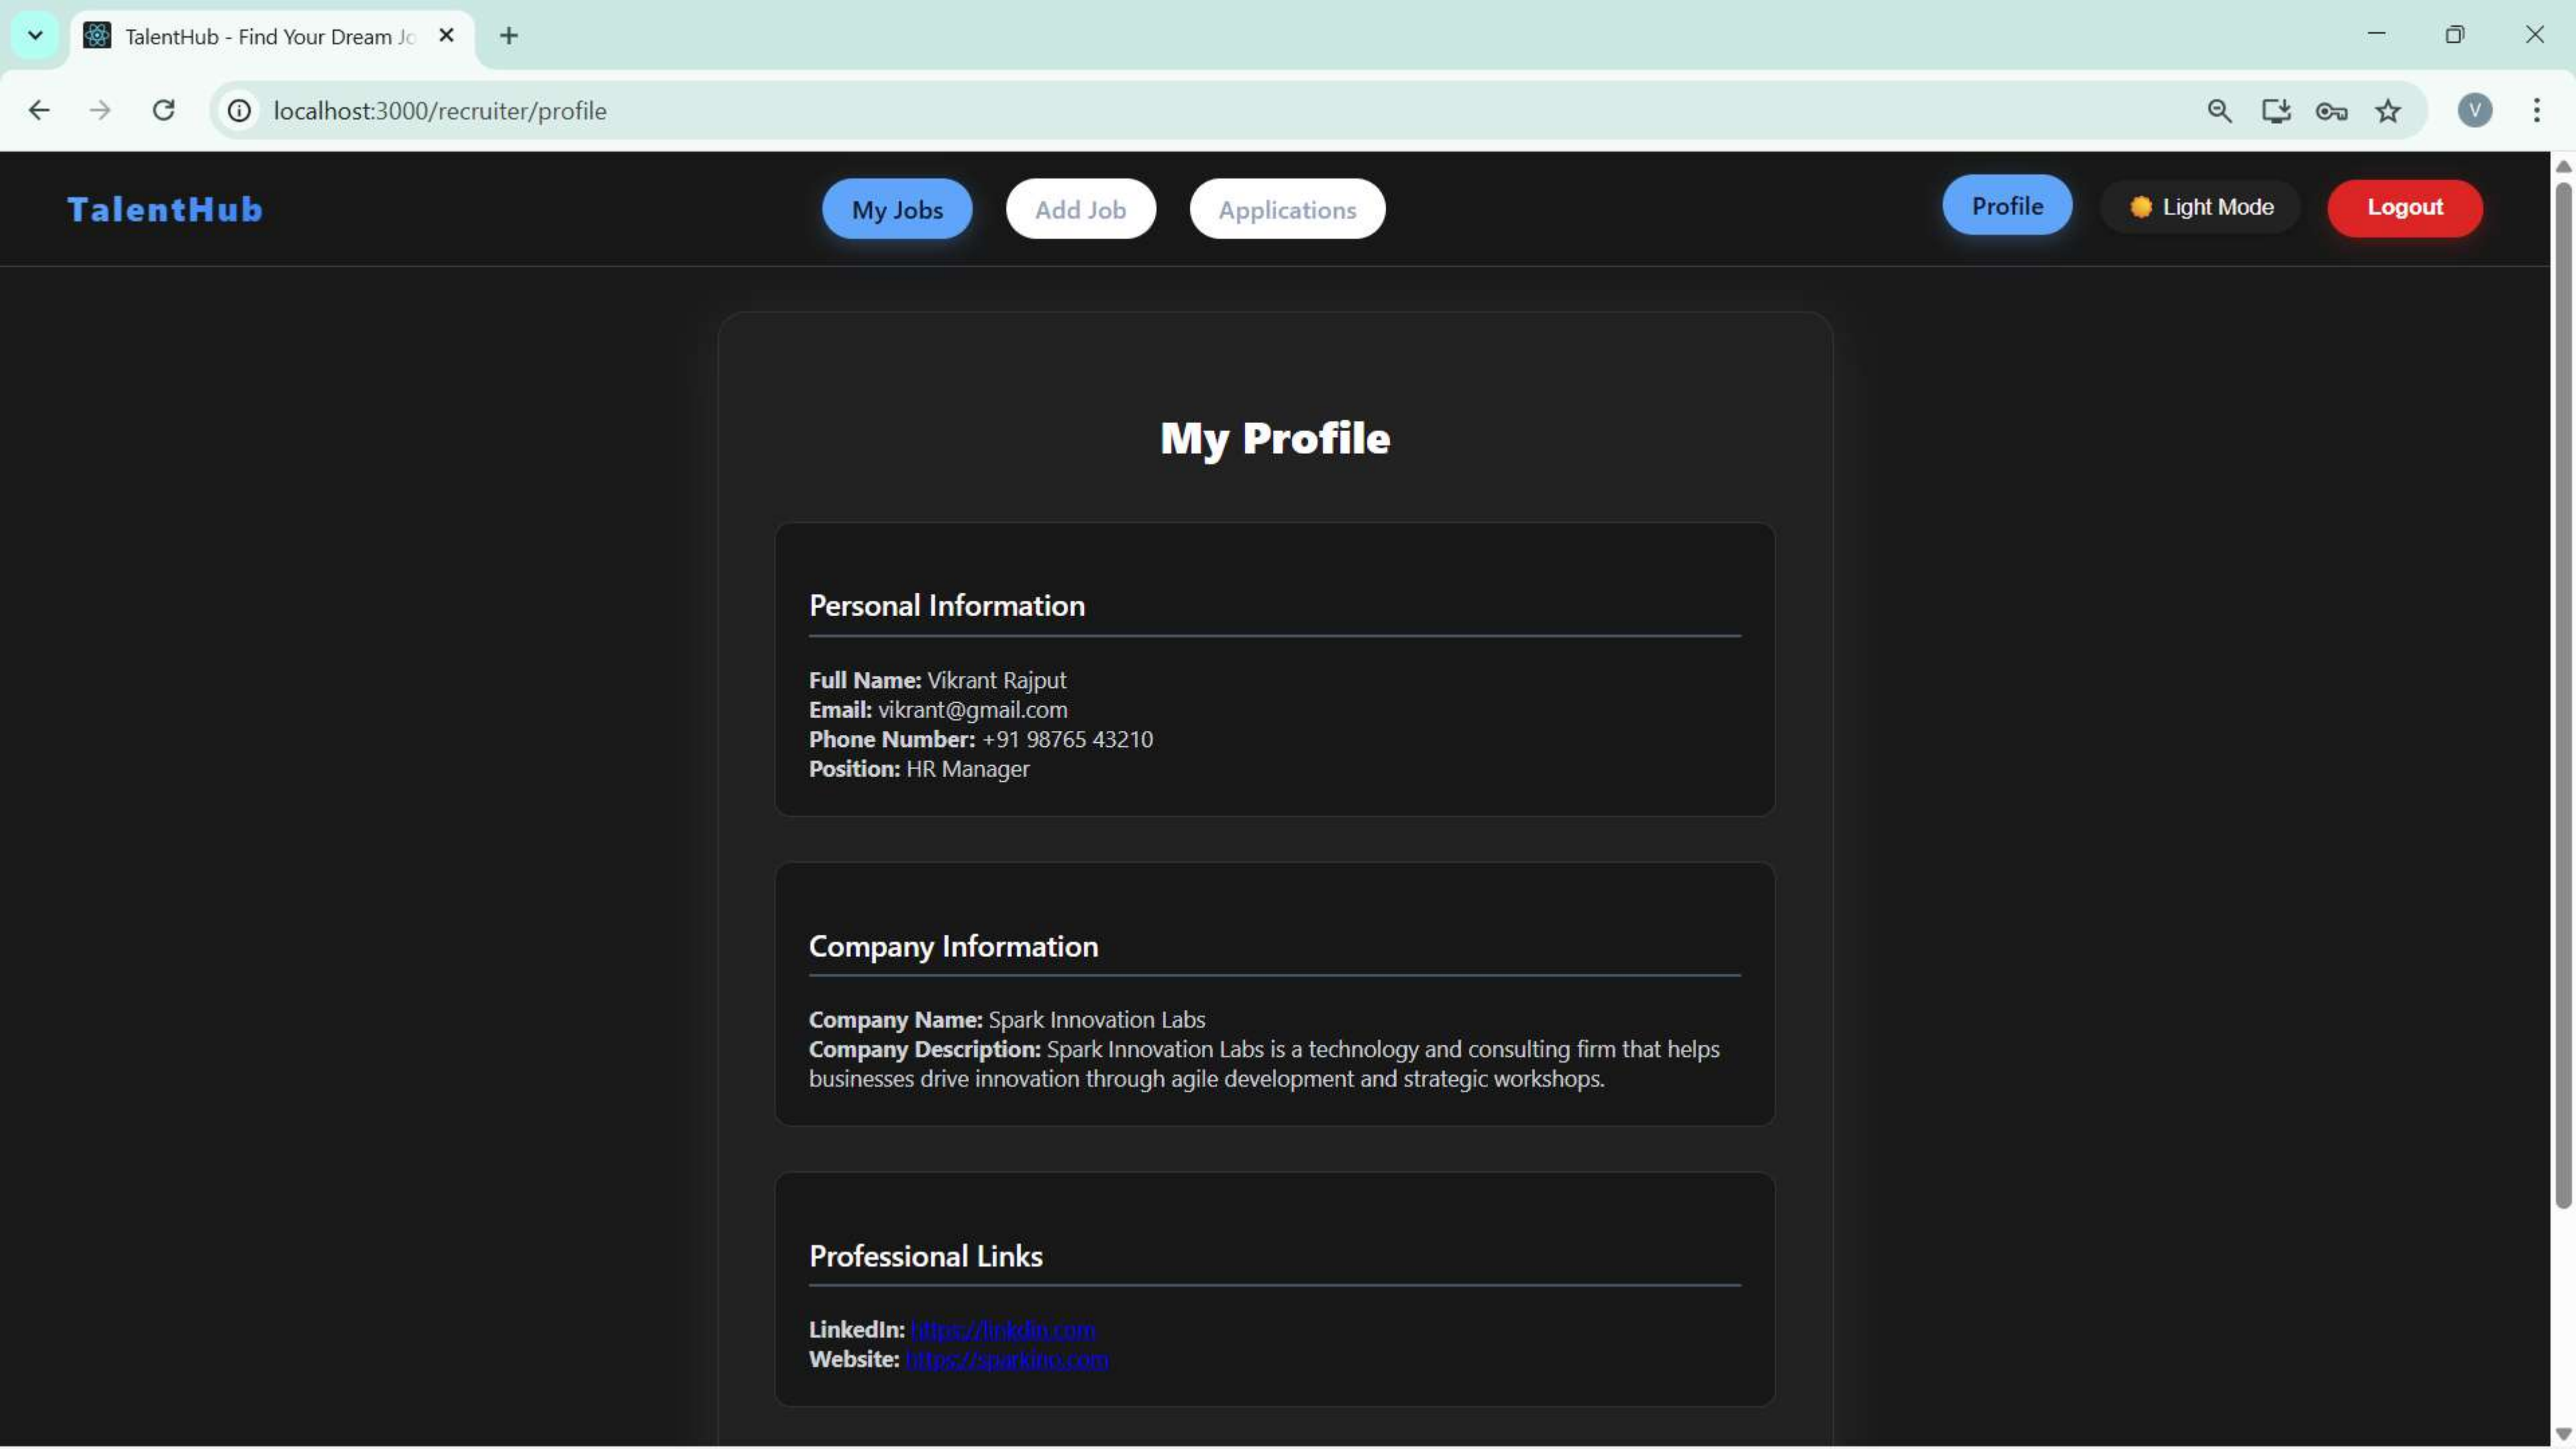 TalentHub - Find Your Dream Jo
localhost:3000/recruiter/profile
V
TalentHub
My Jobs
Add Job
Applications
Profile
Light Mode
Logout
My Profile
Personal Information
Full Name: Vikrant Rajput
Email: vikrant@gmail.com
Phone Number: +91 98765 43210
Position: HR Manager
Company Information
Company Name: Spark Innovation Labs
Company Description: Spark Innovation Labs is a technology and consulting firm that helps
businesses drive innovation through agile development and strategic workshops.
Professional Links
LinkedIn: https://linkdin.com
Website: https://sparkino.com